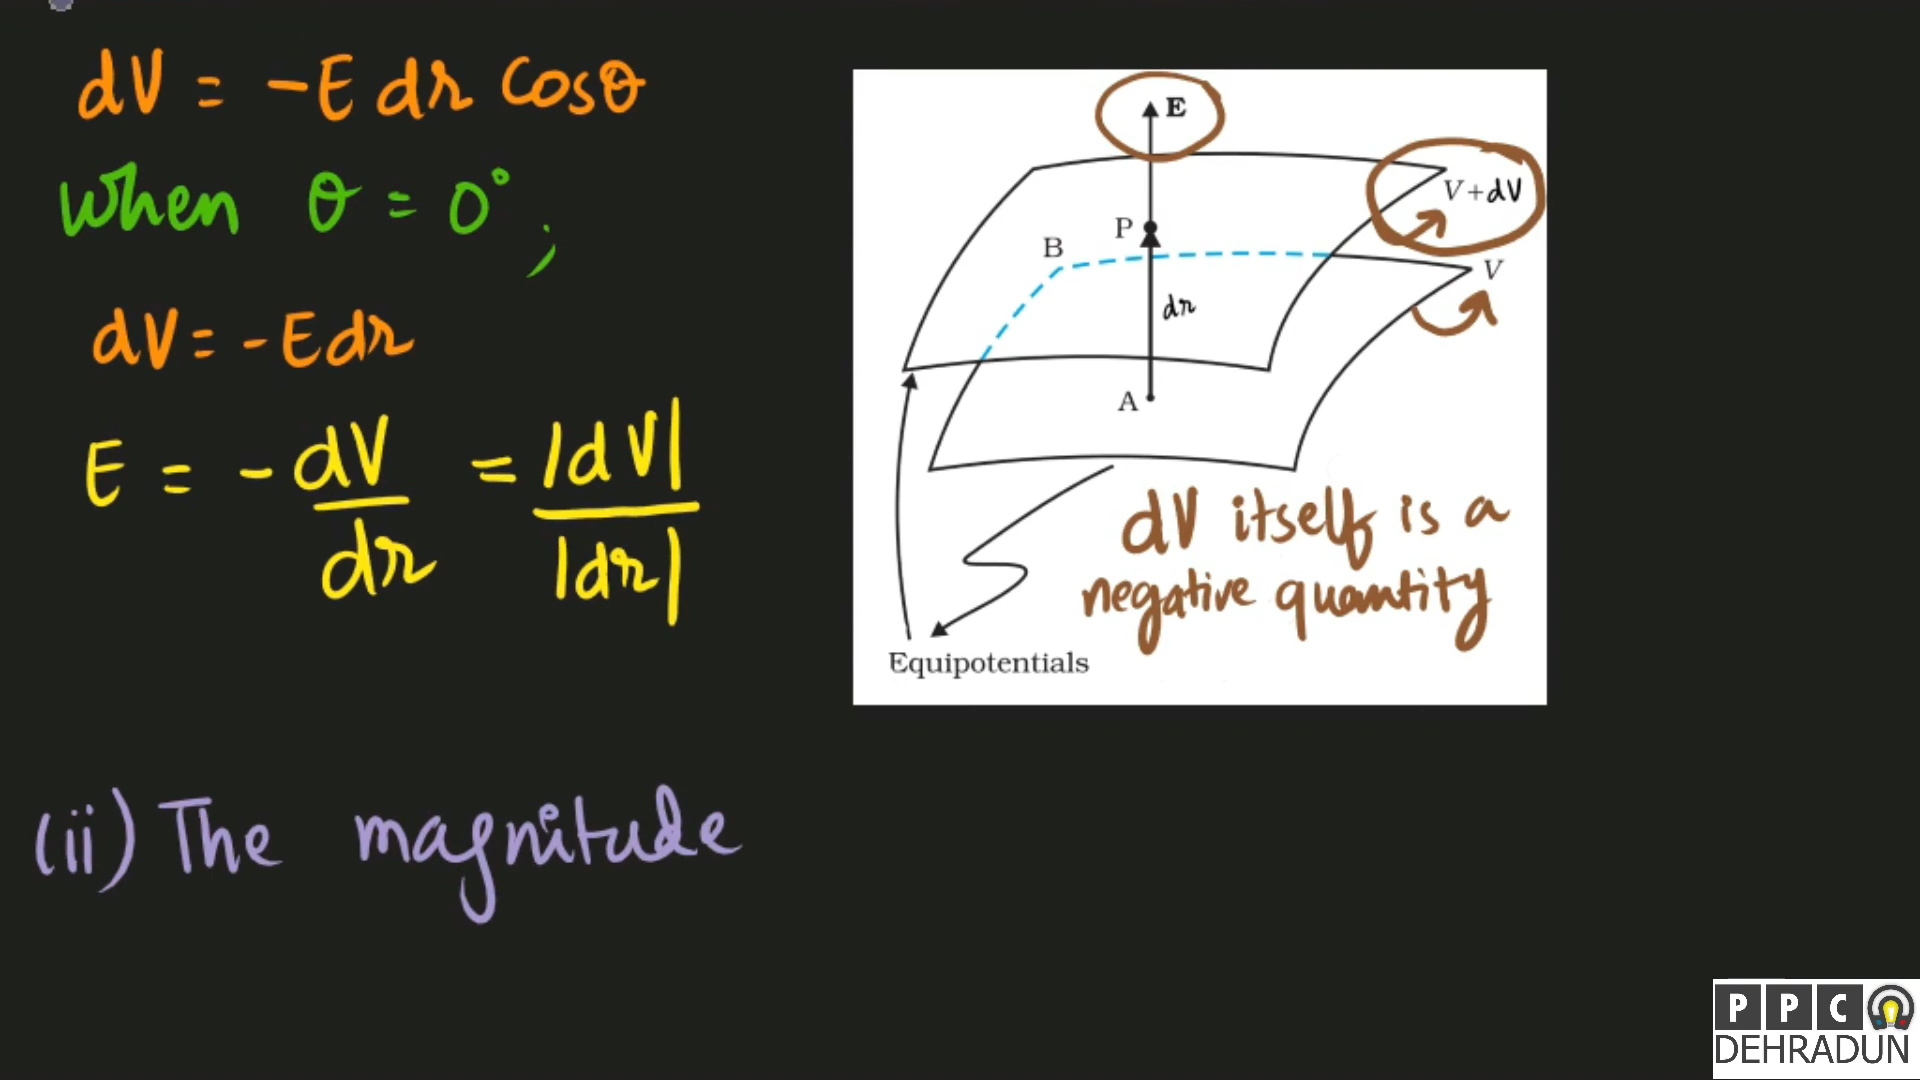 dV = -E dr Cosθ
When θ = 0° ;
dV = -Edr
E = - dV/dr = |dV|/|dr|
E
V + dV
P
B
V
dr
A
dV itself is a
negative quantity
Equipotentials
(ii) The magnitude
PPC
DEHRADUN